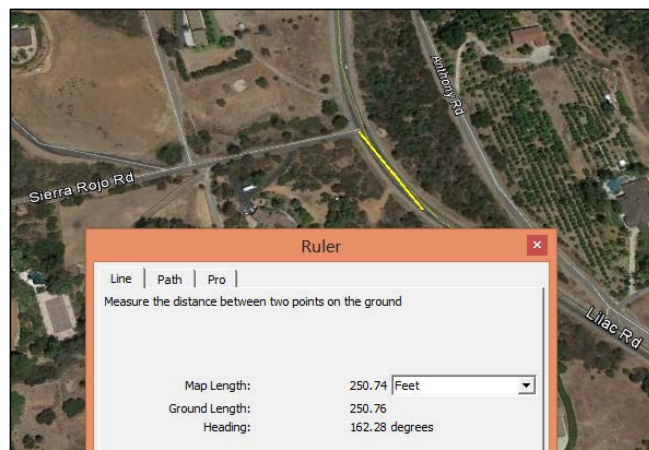 Anthony Rd
Sierra Rojo Rd
Ruler
Line Path Pro
Measure the distance between two points on the ground
Lilac Rd
Map Length: 250.74 Feet
Ground Length: 250.76
Heading: 162.28 degrees